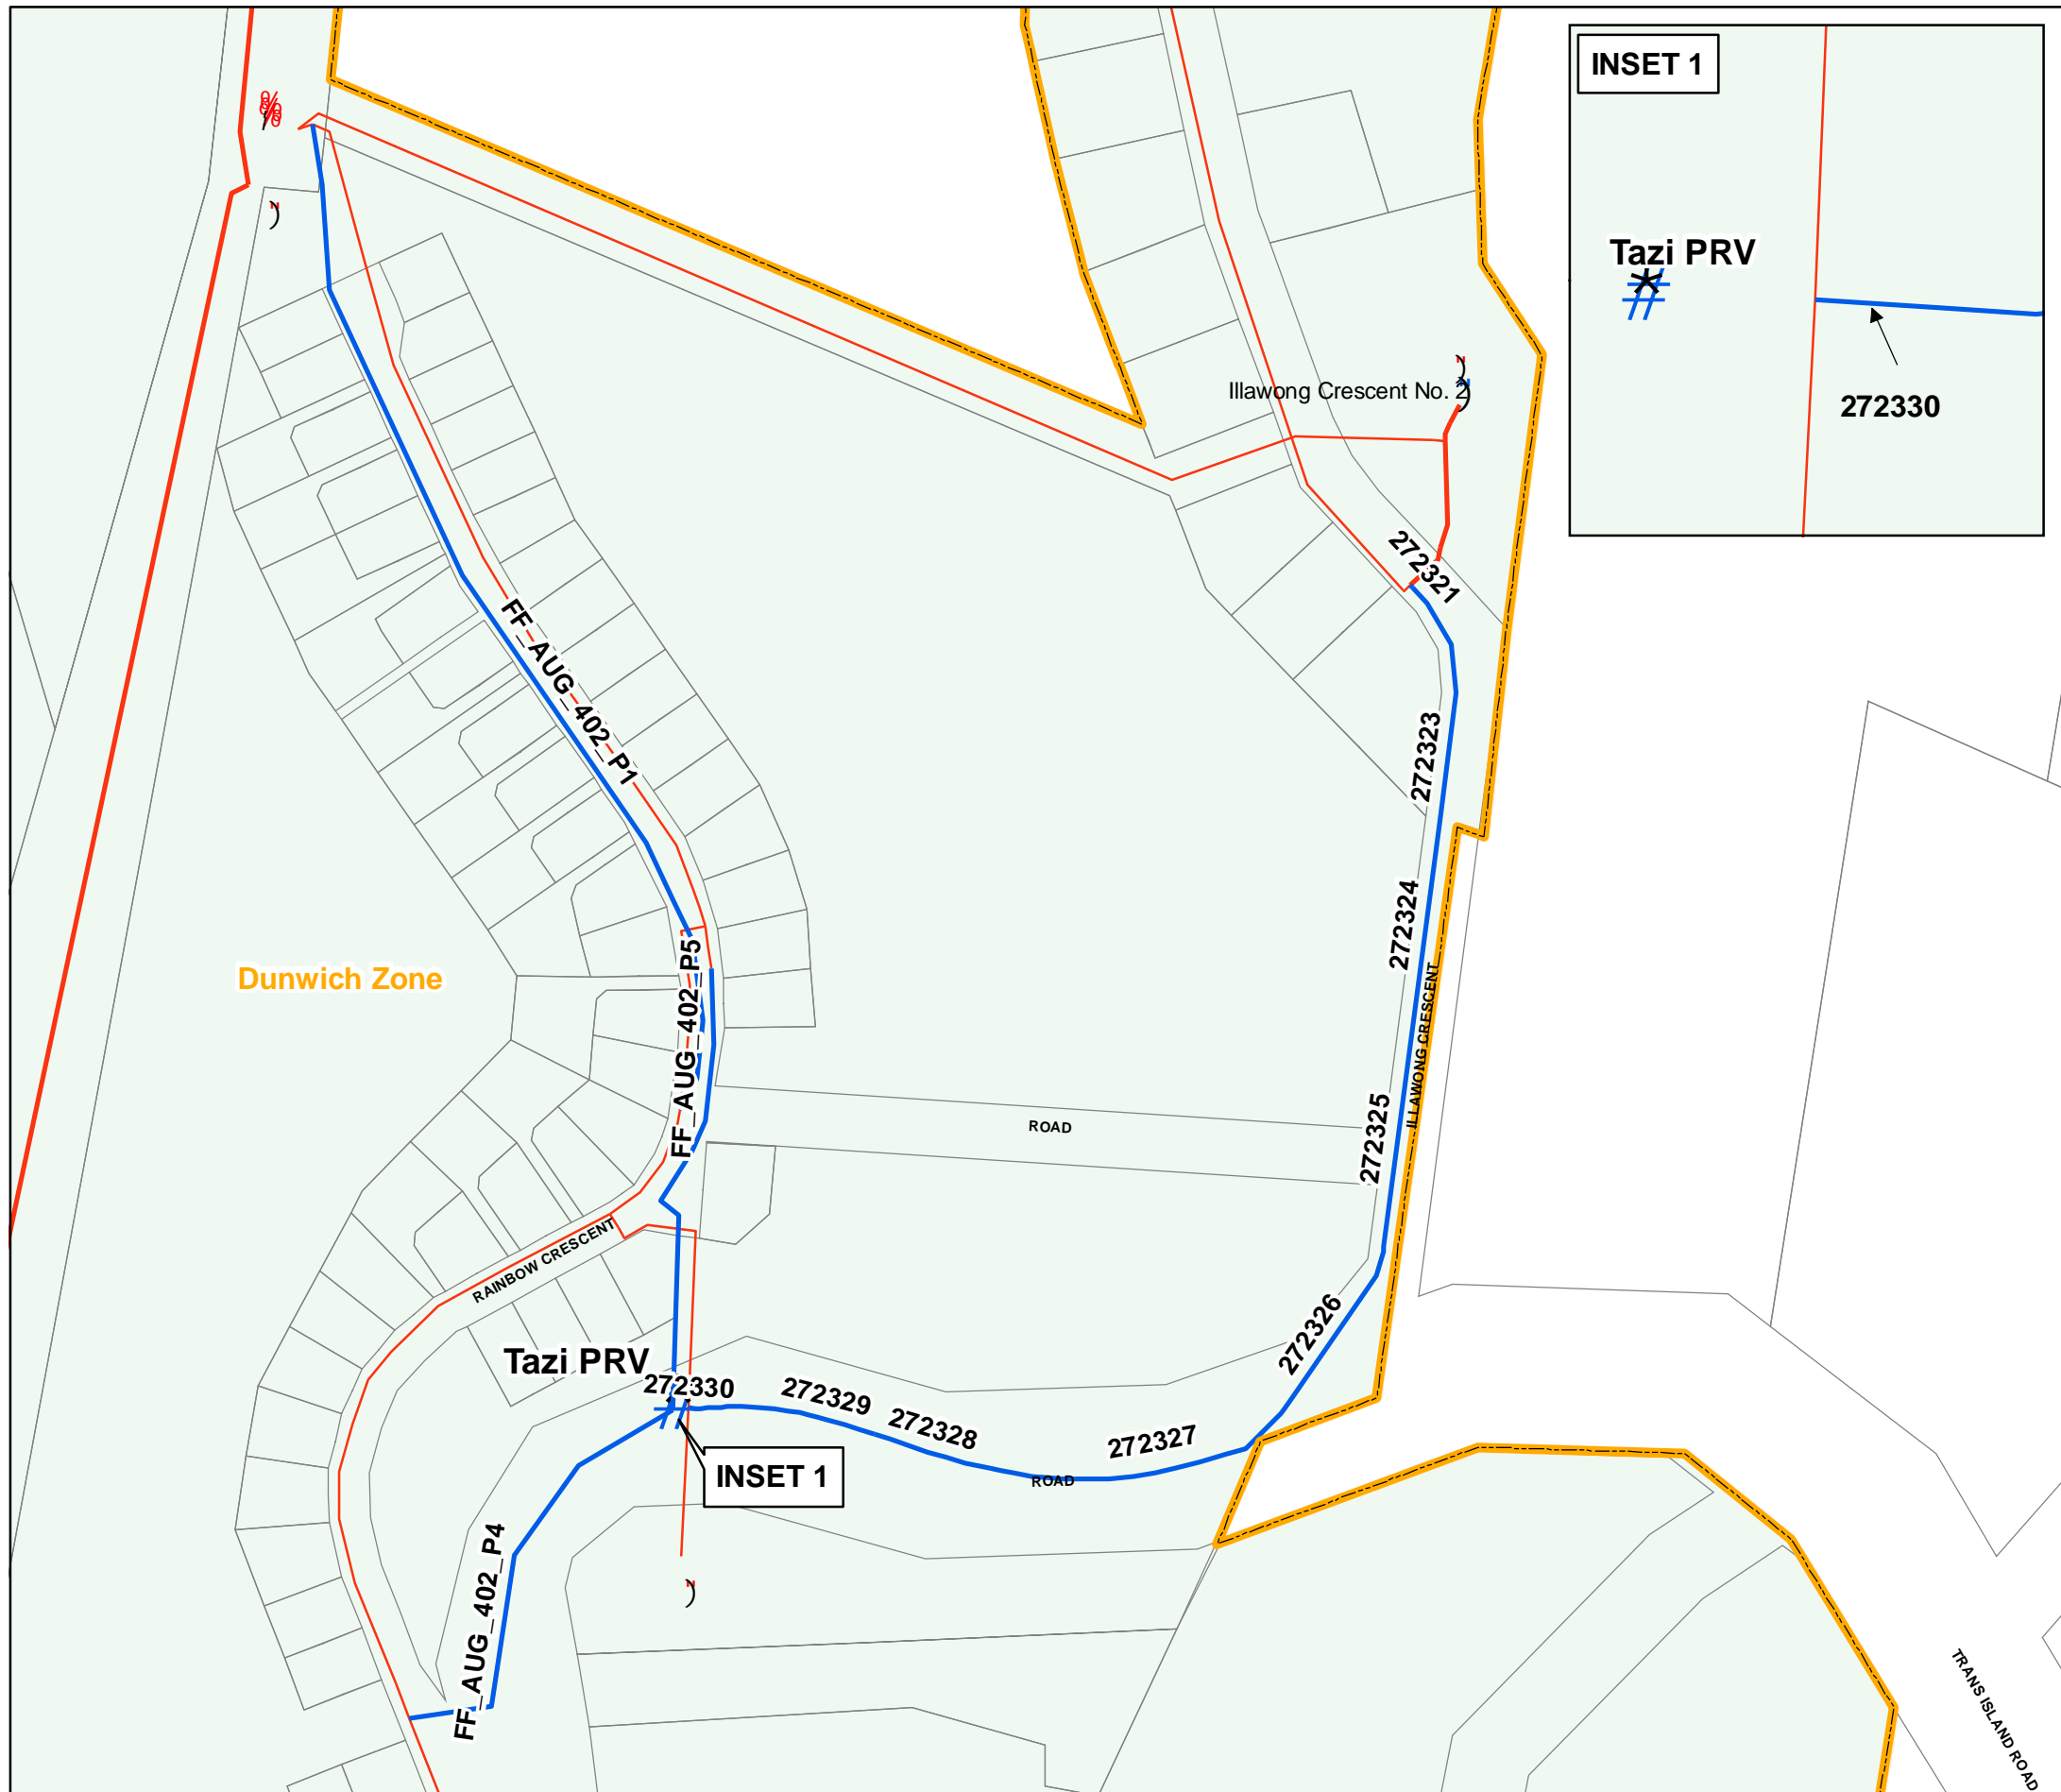 INSET 1
Tazi PRV
272330
Illawong Crescent No. 2
272321
FF_AUG_402_P1
272323
272324
FF_AUG_402_P5
Dunwich Zone
ILLAWONG CRESCENT
ROAD
272325
RAINBOW CRESCENT
272326
Tazi PRV
272330
272329
272328
272327
INSET 1
ROAD
FF_AUG_402_P4
TRANS ISLAND ROAD